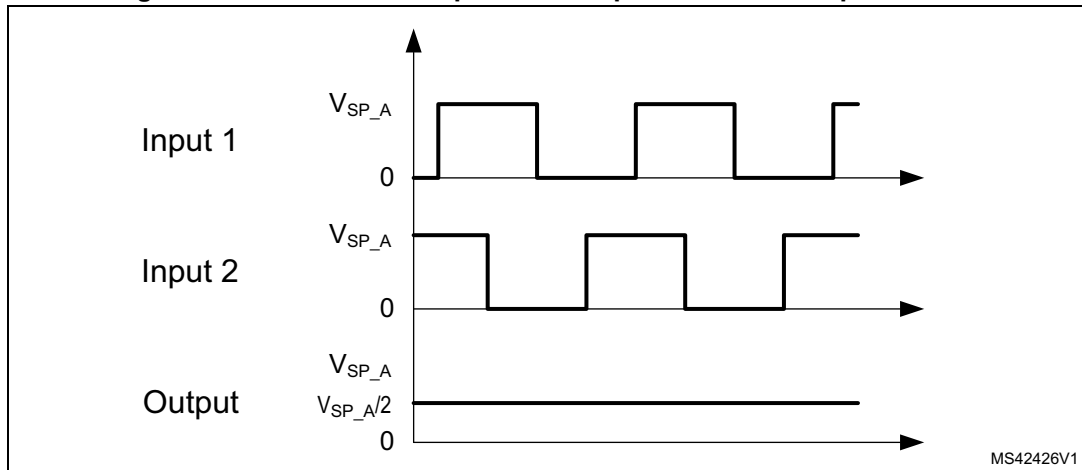 V_SP_A
Input 1
0
V_SP_A
Input 2
0
V_SP_A
Output
V_SP_A/2
0
MS42426V1